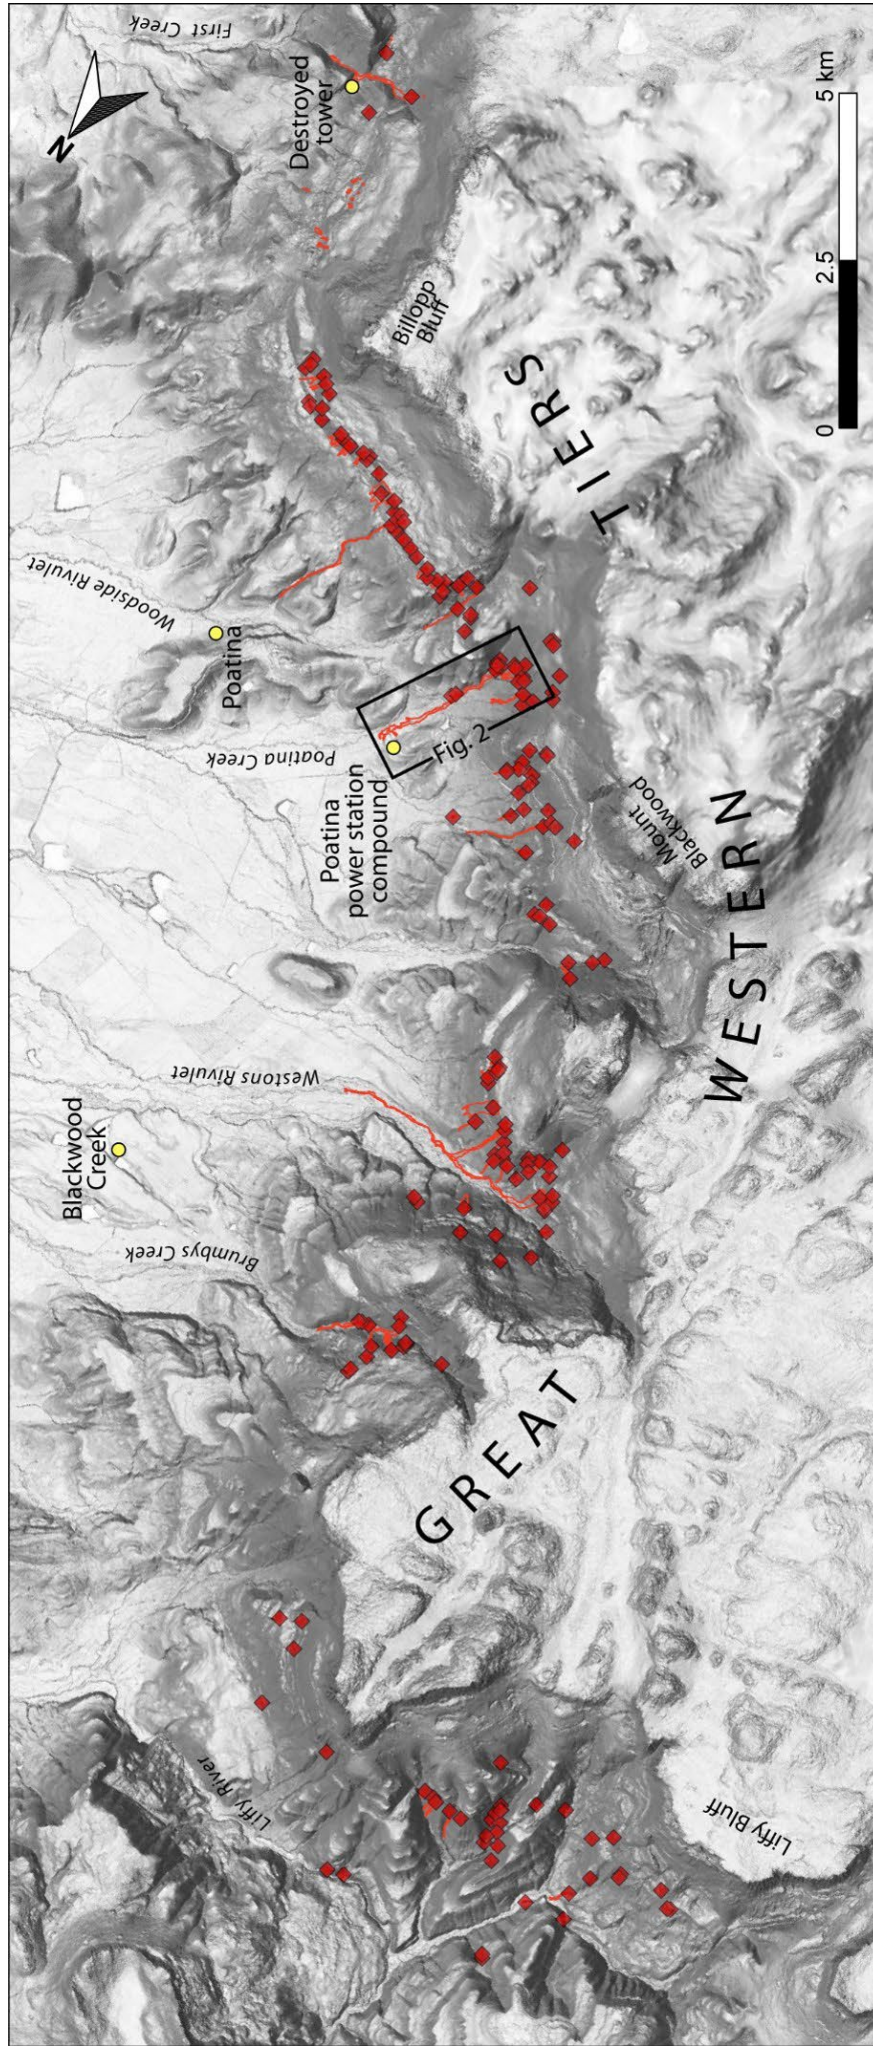 First Creek
N
Destroyed
tower
Billopp
Bluff
5 km
2.5
0
Woodside Rivulet
Poatina
Poatina Creek
Fig. 2
Poatina
power station
compound
Mount
Blackwood
GREAT
WESTERN
TIERS
Westons Rivulet
Blackwood
Creek
Brumbys Creek
Liffy River
Liffy Bluff